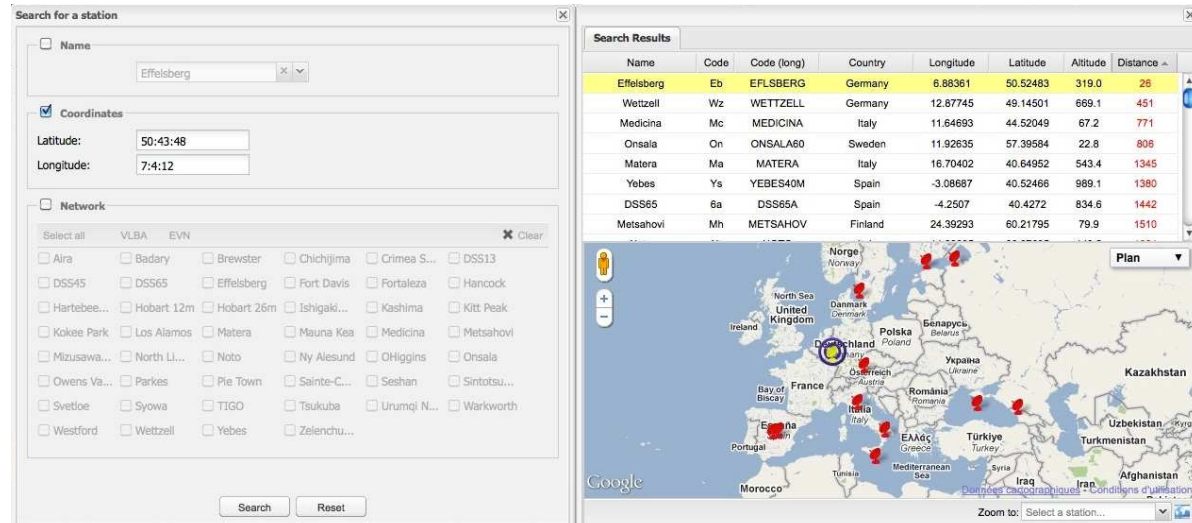 Search for a station
Name
Effelsberg
Coordinates
Latitude: 50:43:48
Longitude: 7:4:12
Network
Select all VLBA EVN Clear
Aira Badary Brewster Chichijima Crimea S... DSS13
DSS45 DSS65 Effelsberg Fort Davis Fortaleza Hancock
Hartebee... Hobart 12m Hobart 26m Ishigaki... Kashima Kitt Peak
Kokee Park Los Alamos Matera Mauna Kea Medicina Metsahovi
Mizusawa... North Li... Noto Ny Alesund OHiggins Onsala
Owens Va... Parkes Pie Town Sainte-C... Seshan Sintotsu...
Svetloe Syowa TIGO Tsukuba Urumqi N... Warkworth
Westford Wettzell Yebes Zelenchu...
Search Reset
Search Results
Name Code Code (long) Country Longitude Latitude Altitude Distance
Effelsberg Eb EFLSBERG Germany 6.88361 50.52483 319.0 26
Wettzell Wz WETTZELL Germany 12.87745 49.14501 669.1 451
Medicina Mc MEDICINA Italy 11.64693 44.52049 67.2 771
Onsala On ONSALA60 Sweden 11.92635 57.39584 22.8 806
Matera Ma MATERA Italy 16.70402 40.64952 543.4 1345
Yebes Ys YEBES40M Spain -3.08687 40.52466 989.1 1380
DSS65 6a DSS65A Spain -4.2507 40.4272 834.6 1442
Metsahovi Mh METSAHOV Finland 24.39293 60.21795 79.9 1510
Plan
Norge
Norway
North Sea
Danmark
Denmark
United
Kingdom
Ireland
Беларусь
Belarus
Polska
Poland
Україна
Ukraine
Österreich
Austria
Kazakhstan
Bay of
Biscay
France
România
Romania
Italia
Italy
Portugal
Ελλάς
Greece
Türkiye
Turkey
Uzbekistan
Turkmenistan
Mediterranean
Sea
Tunisia
Syria
Iraq
Iran
Afghanistan
Morocco
Google
Données cartographiques - Conditions d'utilisation
Zoom to: Select a station...